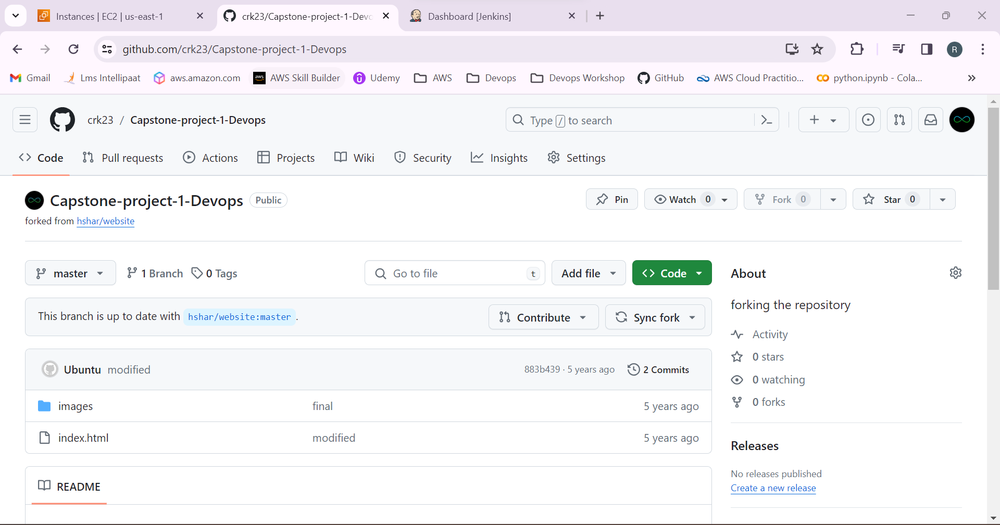 Instances | EC2 | us-east-1
crk23/Capstone-project-1-Devo
Dashboard [Jenkins]
github.com/crk23/Capstone-project-1-Devops
R
Gmail
Lms Intellipaat
aws.amazon.com
aws
AWS Skill Builder
Udemy
AWS
Devops
Devops Workshop
GitHub
AWS Cloud Practitio...
python.ipynb - Cola...
crk23 / Capstone-project-1-Devops
Type / to search
Code
Pull requests
Actions
Projects
Wiki
Security
Insights
Settings
Capstone-project-1-Devops
Public
Pin
Watch 0
Fork 0
Star 0
forked from hshar/website
master
1 Branch
0 Tags
Go to file
t
Add file
Code
About
This branch is up to date with hshar/website:master .
Contribute
Sync fork
forking the repository
Activity
0 stars
0 watching
0 forks
Ubuntu modified
883b439 · 5 years ago
2 Commits
images
final
5 years ago
index.html
modified
5 years ago
Releases
No releases published
Create a new release
README